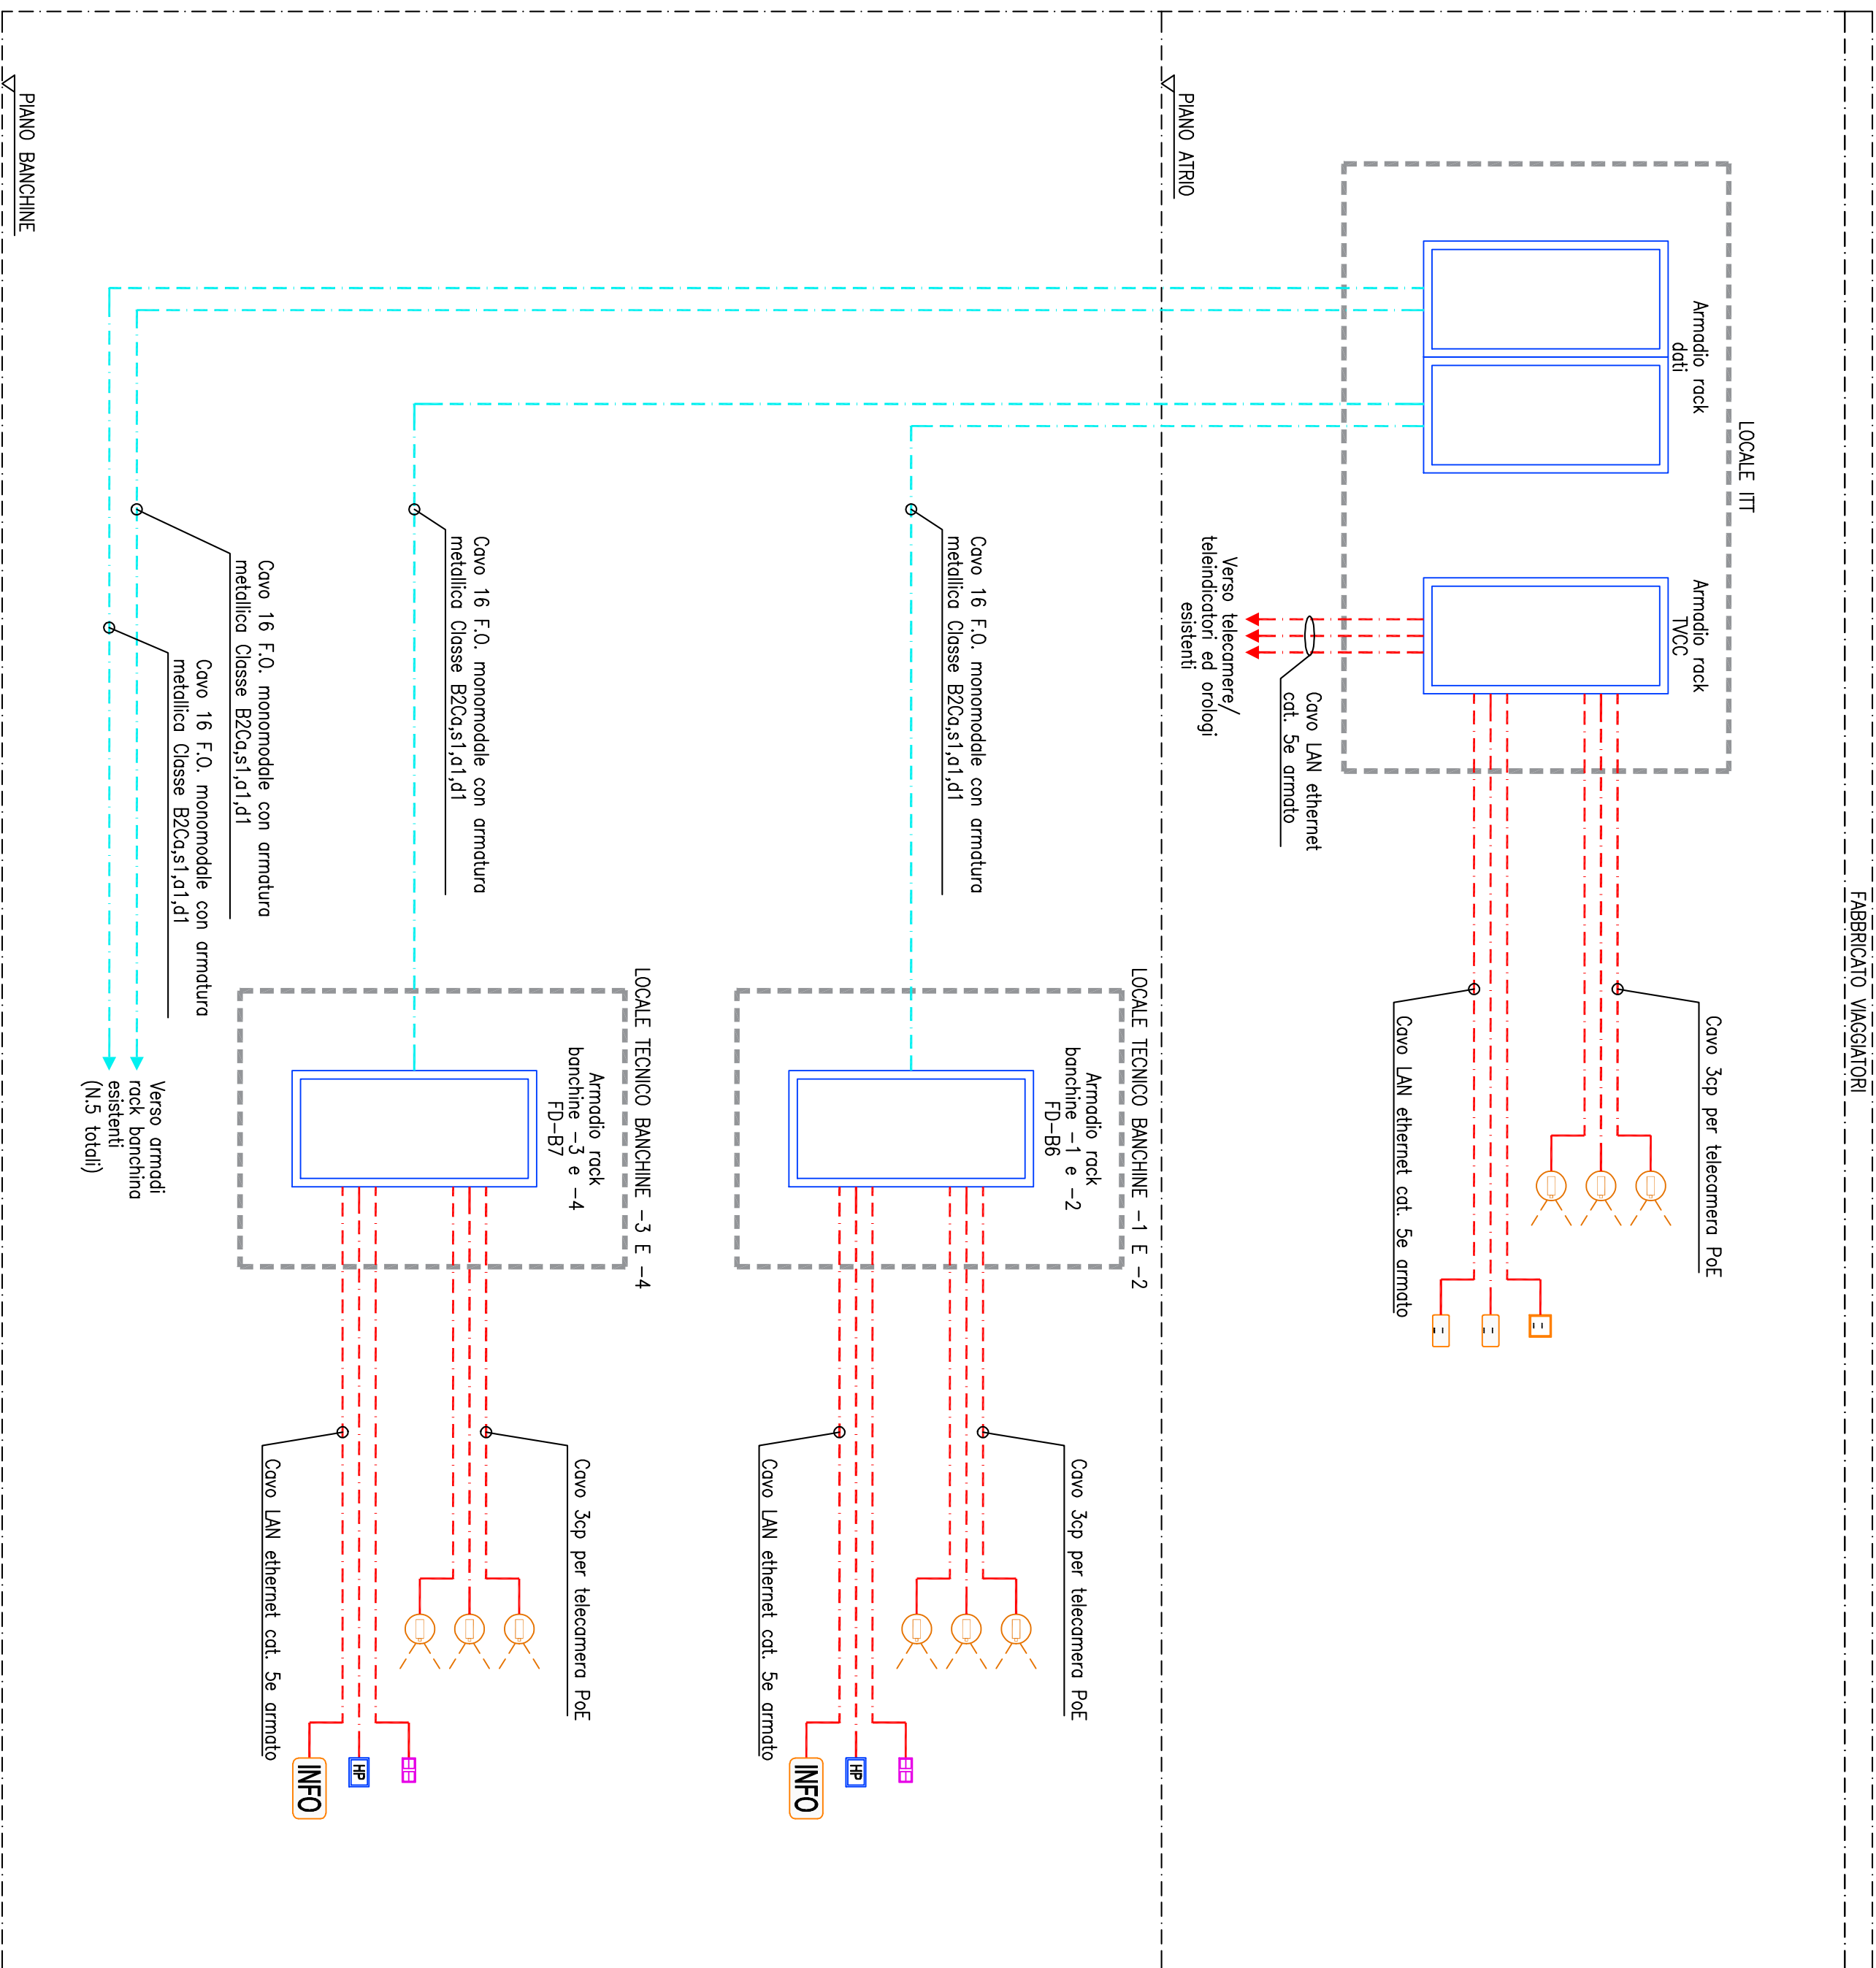 FABBRICATO VIAGGIATORI
LOCALE ITT
Armadio rack
dati
Armadio rack
TVCC
Cavo 3cp per telecamera PoE
Cavo LAN ethernet cat. 5e armato
Cavo LAN ethernet
cat. 5e armato
Verso telecamere/
teleindicatori ed orologi
esistenti
PIANO ATRIO
LOCALE TECNICO BANCHINE -1 E -2
Armadio rack
banchine -1 e -2
FD-B6
Cavo 16 F.O. monomodale con armatura
metallica Classe B2Ca,s1,a1,d1
Cavo 3cp per telecamera PoE
Cavo LAN ethernet cat. 5e armato
HP
INFO
LOCALE TECNICO BANCHINE -3 E -4
Armadio rack
banchine -3 e -4
FD-B7
Cavo 16 F.O. monomodale con armatura
metallica Classe B2Ca,s1,a1,d1
Cavo 3cp per telecamera PoE
Cavo LAN ethernet cat. 5e armato
HP
INFO
Cavo 16 F.O. monomodale con armatura
metallica Classe B2Ca,s1,a1,d1
Cavo 16 F.O. monomodale con armatura
metallica Classe B2Ca,s1,a1,d1
Verso armadi
rack banchina
esistenti
(N.5 totali)
PIANO BANCHINE